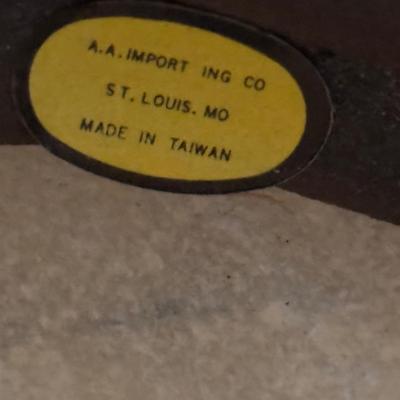 A.A. IMPORT ING CO
ST. LOUIS. MO
MADE IN TAIWAN